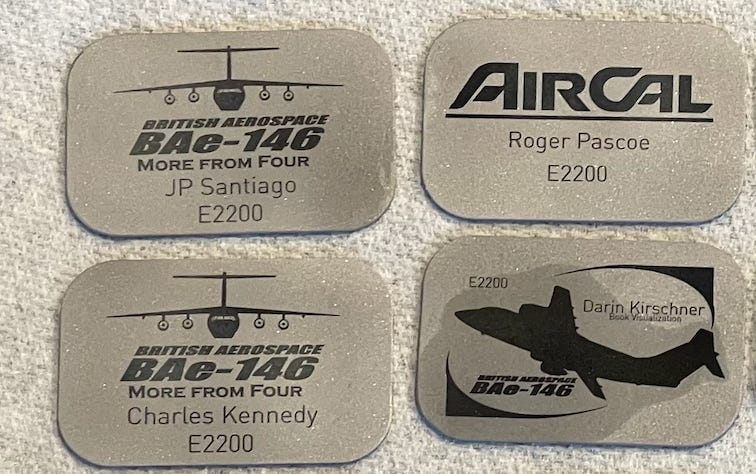 BRITISH AEROSPACE
BAe-146
MORE FROM FOUR
JP Santiago
E2200
AIRCAL
Roger Pascoe
E2200
BRITISH AEROSPACE
BAe-146
MORE FROM FOUR
Charles Kennedy
E2200
E2200
Darin Kirschner
Book Visualization
BRITISH AEROSPACE
BAe-146